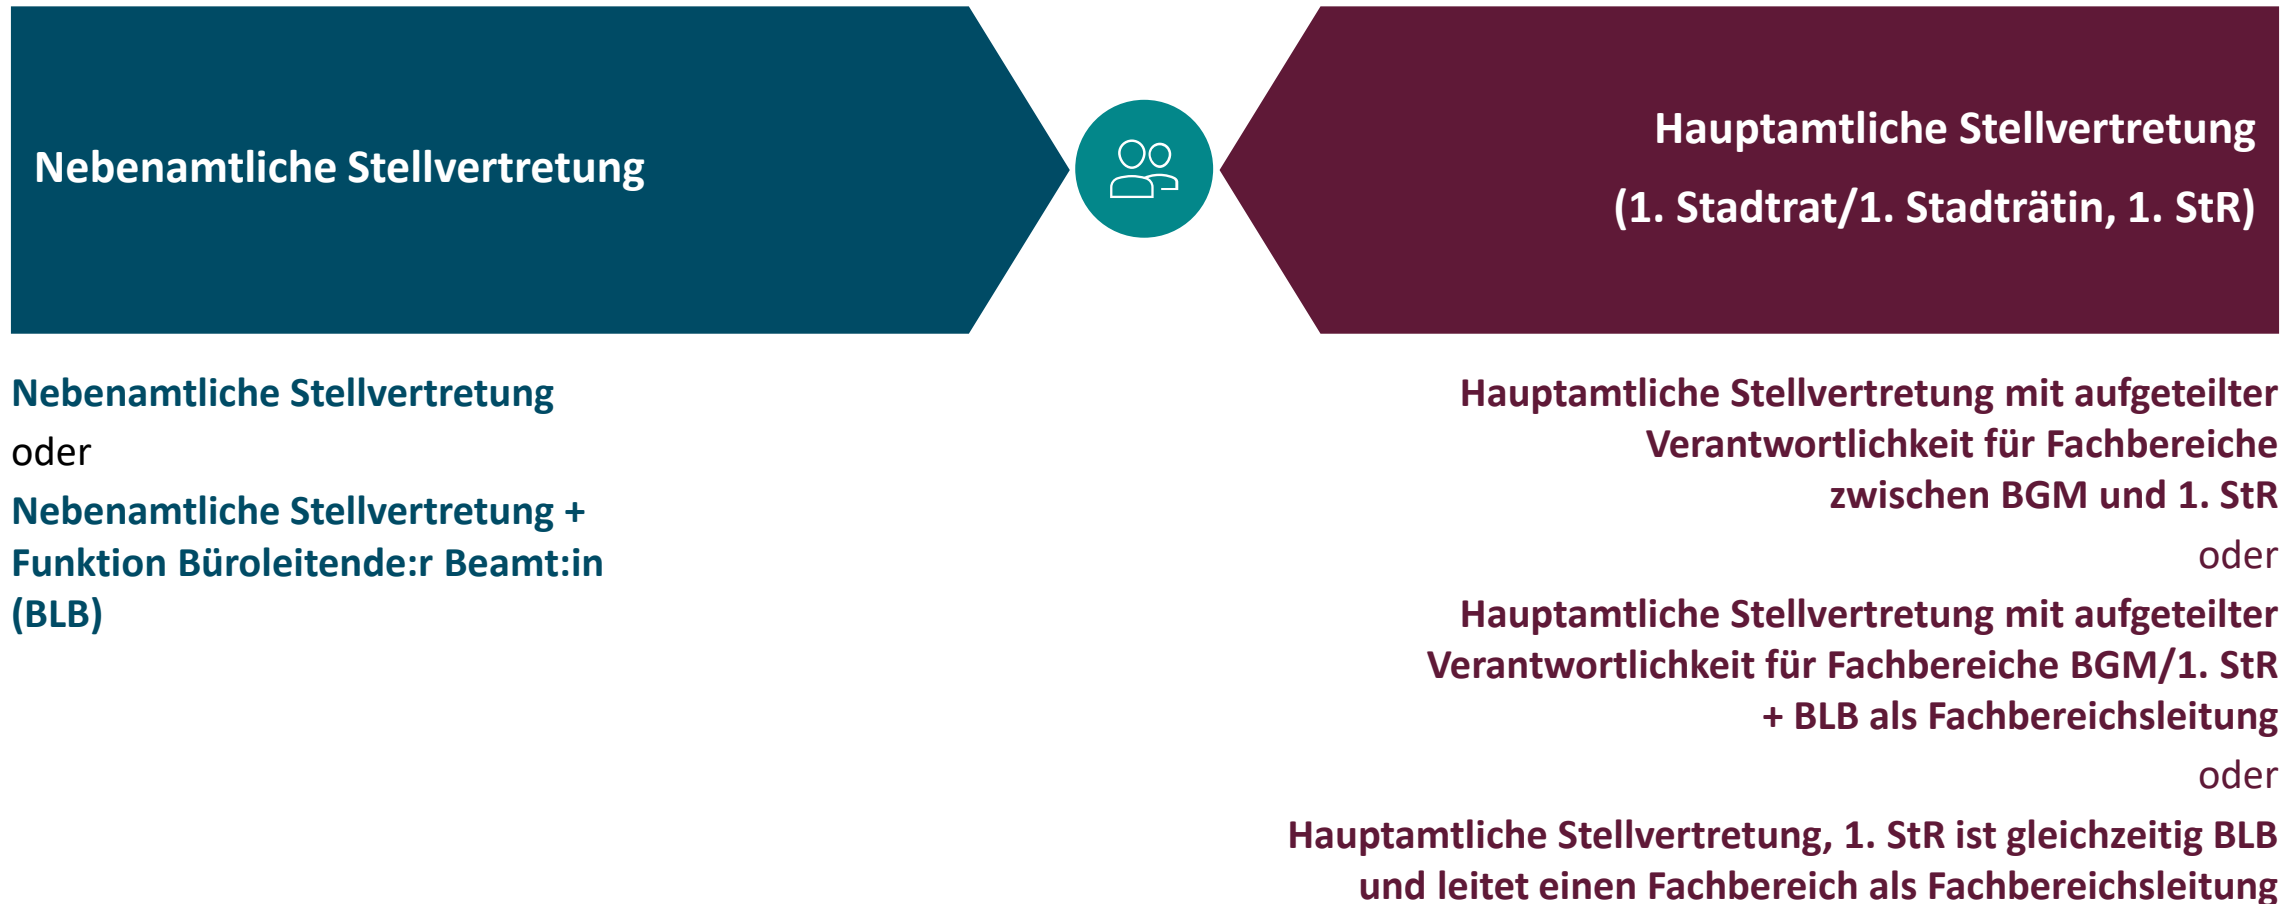 Nebenamtliche Stellvertretung
Hauptamtliche Stellvertretung
(1. Stadtrat/1. Stadträtin, 1. StR)
Nebenamtliche Stellvertretung
oder
Nebenamtliche Stellvertretung +
Funktion Büroleitende:r Beamt:in
(BLB)
Hauptamtliche Stellvertretung mit aufgeteilter
Verantwortlichkeit für Fachbereiche
zwischen BGM und 1. StR
oder
Hauptamtliche Stellvertretung mit aufgeteilter
Verantwortlichkeit für Fachbereiche BGM/1. StR
+ BLB als Fachbereichsleitung
oder
Hauptamtliche Stellvertretung, 1. StR ist gleichzeitig BLB
und leitet einen Fachbereich als Fachbereichsleitung